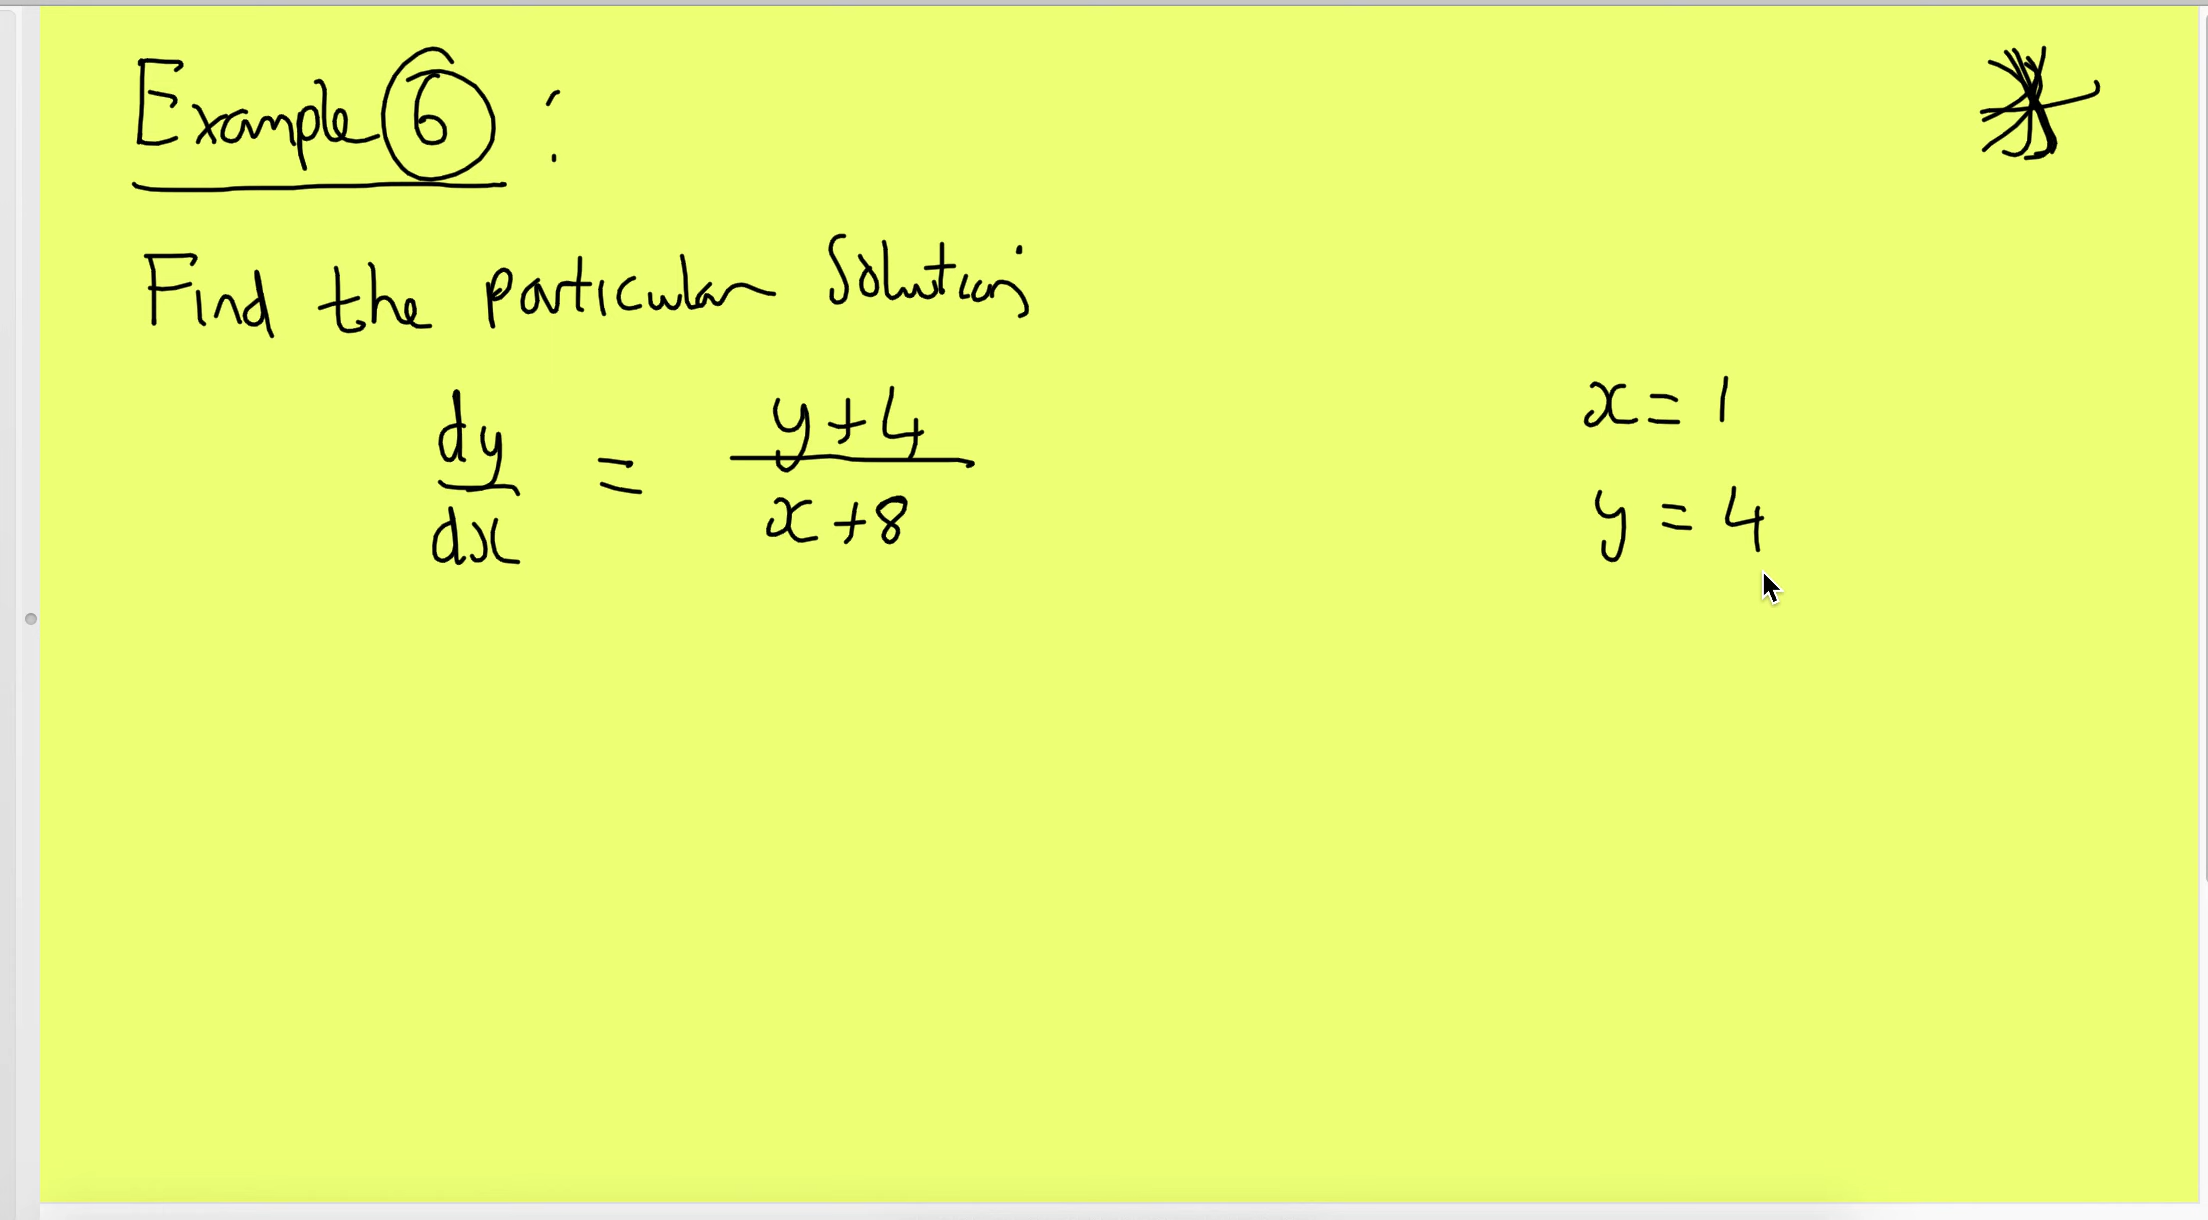 Example 6 :
Find the particular Solution;
dy/dx = y+4/x+8
x = 1
y = 4